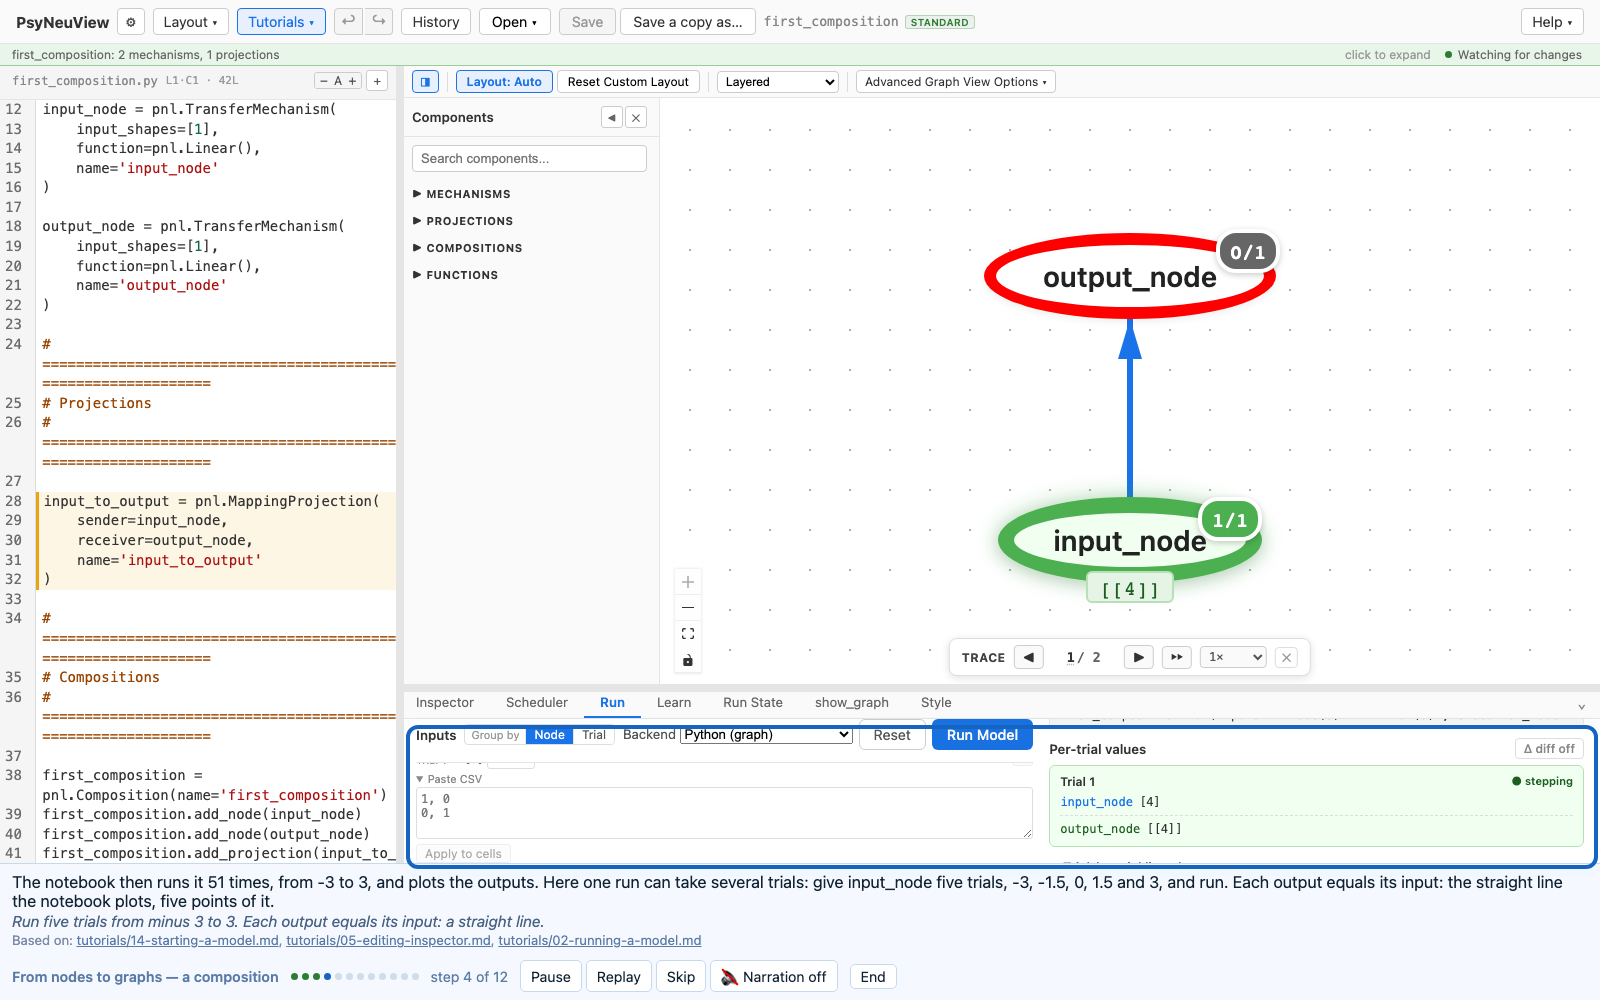 PsyNeuView ⚙ Layout ▾ Tutorials ▾ ↩ ↪ History Open ▾ Save Save a copy as... first_composition STANDARD Help ▾
first_composition: 2 mechanisms, 1 projections click to expand ● Watching for changes
first_composition.py L1·C1 · 42L − A + +
Layout: Auto Reset Custom Layout Layered Advanced Graph View Options ▾
12 input_node = pnl.TransferMechanism(
13 input_shapes=[1],
14 function=pnl.Linear(),
15 name='input_node'
16 )
17
18 output_node = pnl.TransferMechanism(
19 input_shapes=[1],
20 function=pnl.Linear(),
21 name='output_node'
22 )
23
24 #
==========================================
====================
25 # Projections
26 #
==========================================
====================
27
28 input_to_output = pnl.MappingProjection(
29 sender=input_node,
30 receiver=output_node,
31 name='input_to_output'
32 )
33
34 #
==========================================
====================
35 # Compositions
36 #
==========================================
====================
37
38 first_composition =
pnl.Composition(name='first_composition')
39 first_composition.add_node(input_node)
40 first_composition.add_node(output_node)
41 first_composition.add_projection(input_to_
Components ◀ ✕
Search components...
▶ MECHANISMS
▶ PROJECTIONS
▶ COMPOSITIONS
▶ FUNCTIONS
0/1
output_node
1/1
input_node
[[4]]
TRACE ◀ 1 / 2 ▶ ▸▸ 1× ✕
Inspector Scheduler Run Learn Run State show_graph Style
Inputs Group by Node Trial Backend Python (graph) Reset Run Model
▼ Paste CSV
1, 0
0, 1
Apply to cells
Per-trial values Δ diff off
Trial 1 ● stepping
input_node [4]
output_node [[4]]
The notebook then runs it 51 times, from -3 to 3, and plots the outputs. Here one run can take several trials: give input_node five trials, -3, -1.5, 0, 1.5 and 3, and run. Each output equals its input: the straight line
the notebook plots, five points of it.
Run five trials from minus 3 to 3. Each output equals its input: a straight line.
Based on: tutorials/14-starting-a-model.md, tutorials/05-editing-inspector.md, tutorials/02-running-a-model.md
From nodes to graphs — a composition step 4 of 12 Pause Replay Skip Narration off End